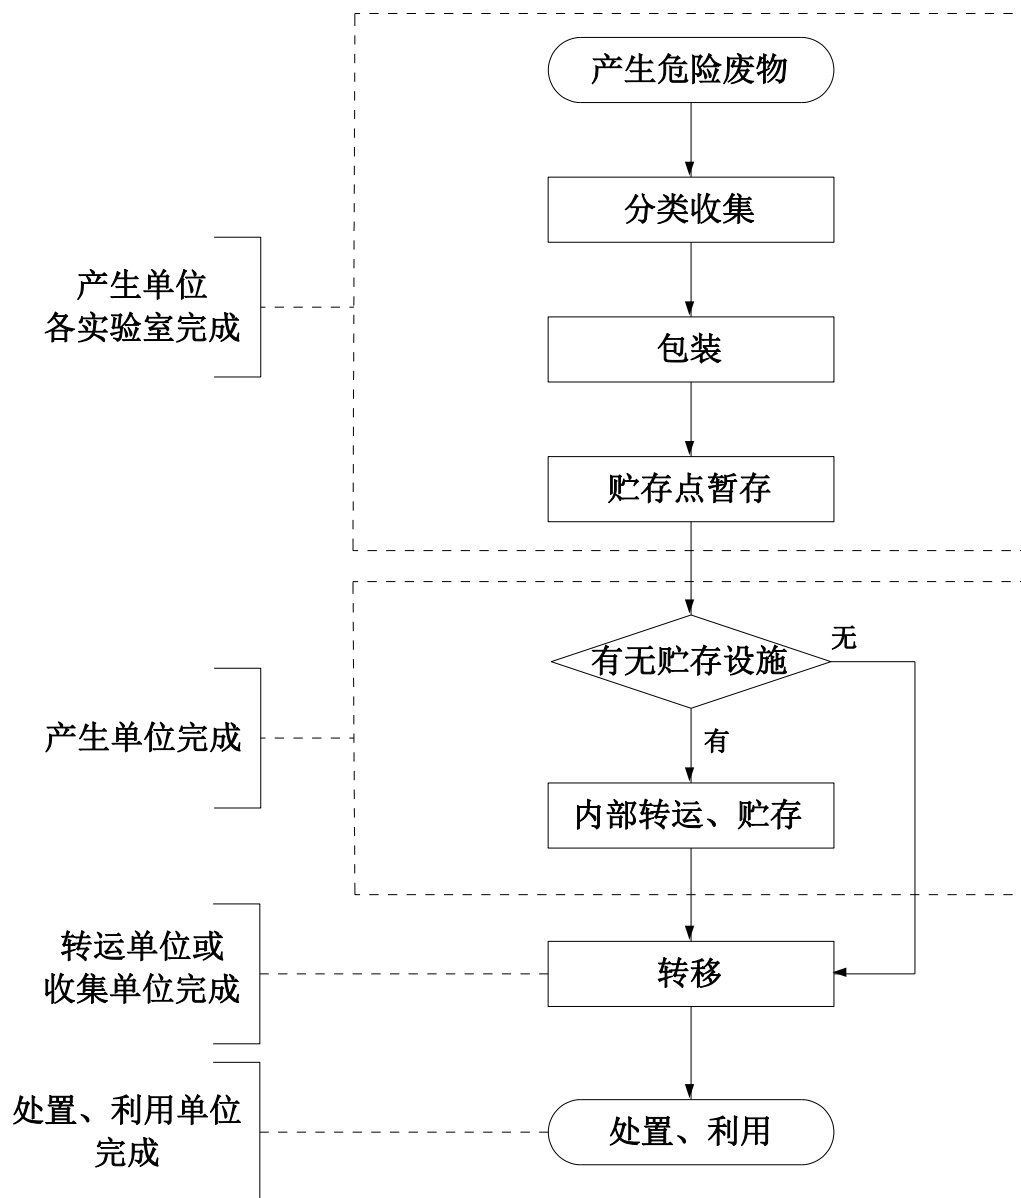 产生危险废物
分类收集
产生单位
各实验室完成
包装
贮存点暂存
有无贮存设施
无
产生单位完成
有
内部转运、贮存
转运单位或
收集单位完成
转移
处置、利用单位
完成
处置、利用